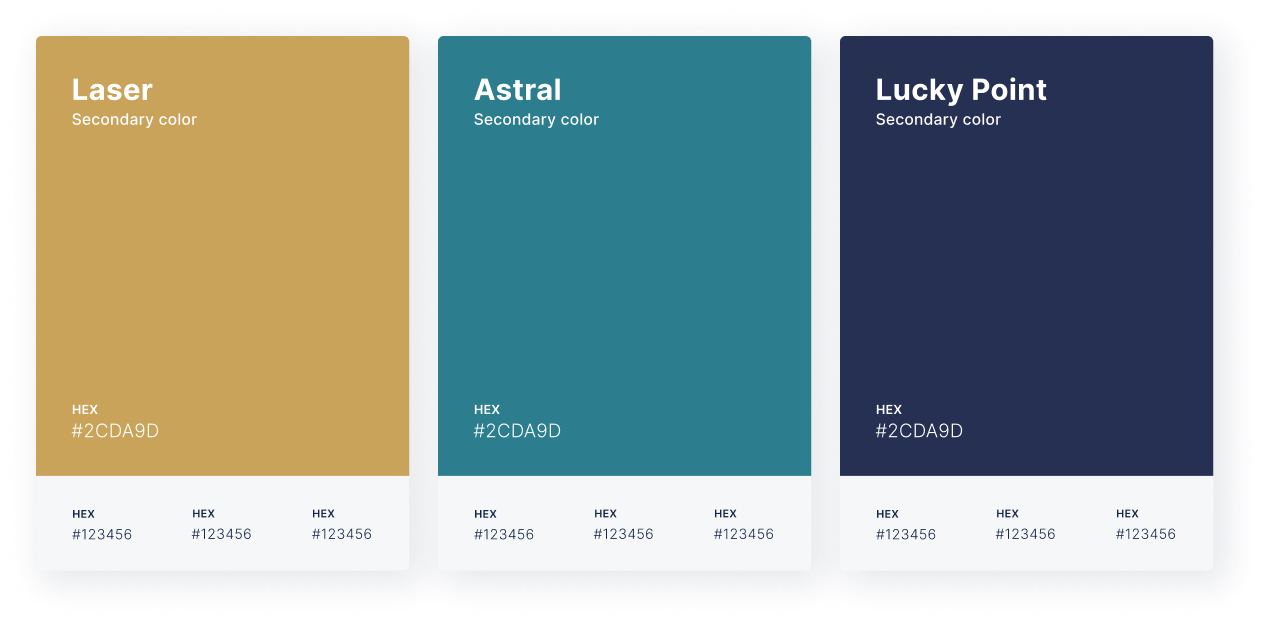 Laser
Secondary color
HEX
#2CDA9D
HEX HEX HEX
#123456 #123456 #123456
Astral
Secondary color
HEX
#2CDA9D
HEX HEX HEX
#123456 #123456 #123456
Lucky Point
Secondary color
HEX
#2CDA9D
HEX HEX HEX
#123456 #123456 #123456